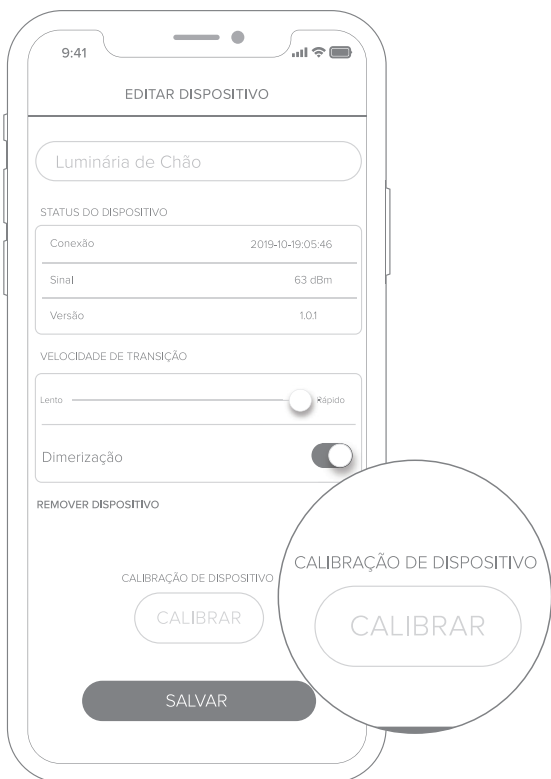 9:41
EDITAR DISPOSITIVO
Luminária de Chão
STATUS DO DISPOSITIVO
Conexão 2019-10-19:05:46
Sinal 63 dBm
Versão 1.0.1
VELOCIDADE DE TRANSIÇÃO
Lento Rápido
Dimerização
REMOVER DISPOSITIVO
CALIBRAÇÃO DE DISPOSITIVO
CALIBRAR
SALVAR
CALIBRAÇÃO DE DISPOSITIVO
CALIBRAR